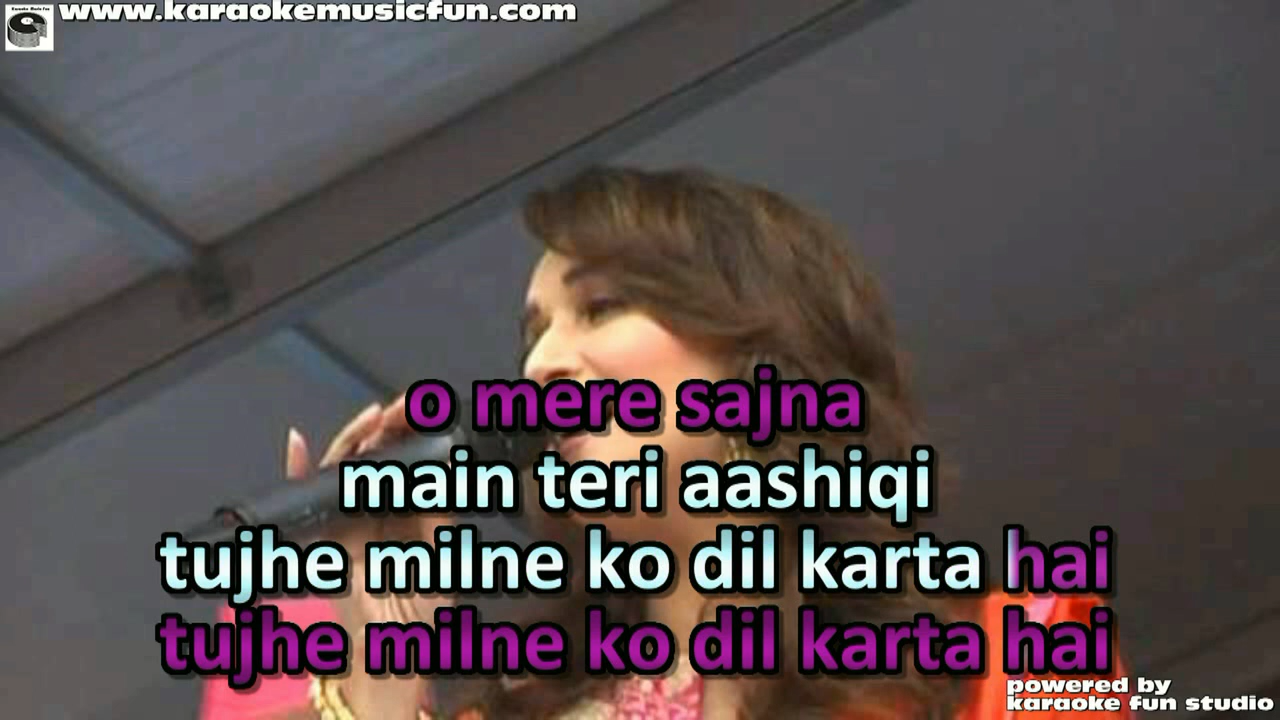 www.karaokemusicfun.com
o mere sajna
main teri aashiqi
tujhe milne ko dil karta hai
tujhe milne ko dil karta hai
powered by
karaoke fun studio